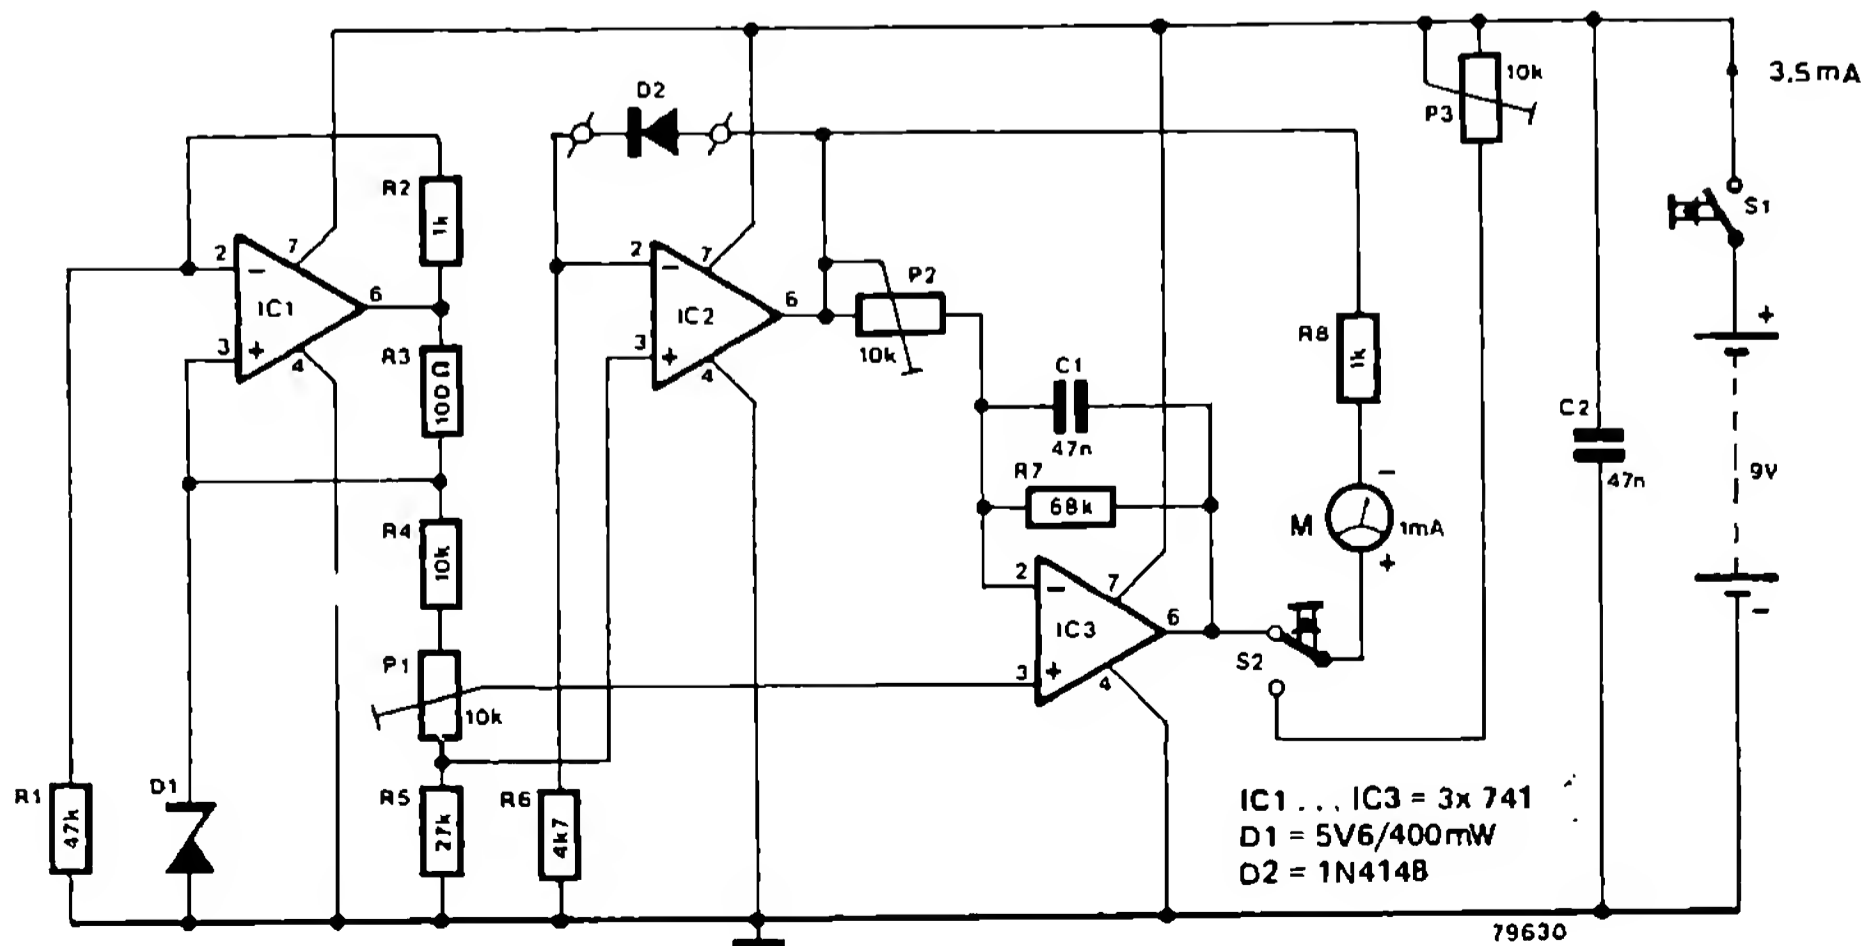 10k
P3
3.5mA
D2
R2
1k
S1
2
7
−
IC1
6
3
+
4
R3
100Ω
2
7
−
IC2
6
3
+
4
P2
10k
R8
1k
+
C1
47n
C2
47n
9V
R7
68k
−
M
1mA
+
R4
10k
2
7
−
IC3
6
3
+
4
S2
−
P1
10k
R1
47k
D1
R5
27k
R6
4k7
IC1 ... IC3 = 3x 741
D1 = 5V6/400mW
D2 = 1N4148
79630